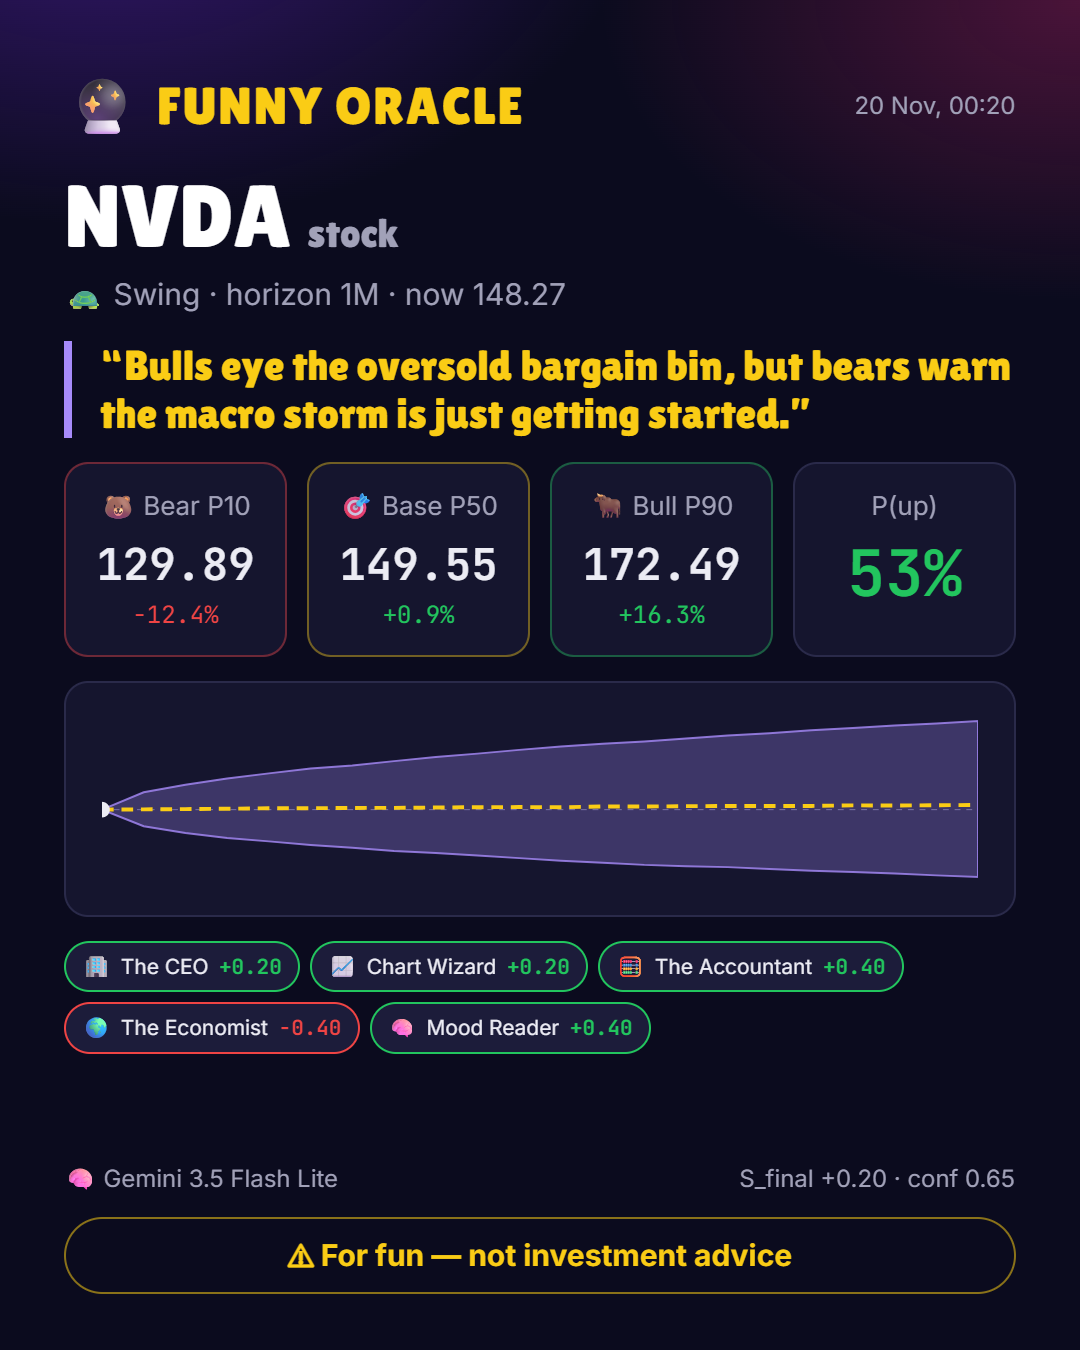 FUNNY ORACLE
20 Nov, 00:20
NVDA stock
Swing · horizon 1M · now 148.27
“Bulls eye the oversold bargain bin, but bears warn
the macro storm is just getting started.”
Bear P10
129.89
-12.4%
Base P50
149.55
+0.9%
Bull P90
172.49
+16.3%
P(up)
53%
The CEO +0.20
Chart Wizard +0.20
The Accountant +0.40
The Economist -0.40
Mood Reader +0.40
Gemini 3.5 Flash Lite
S_final +0.20 · conf 0.65
⚠ For fun — not investment advice